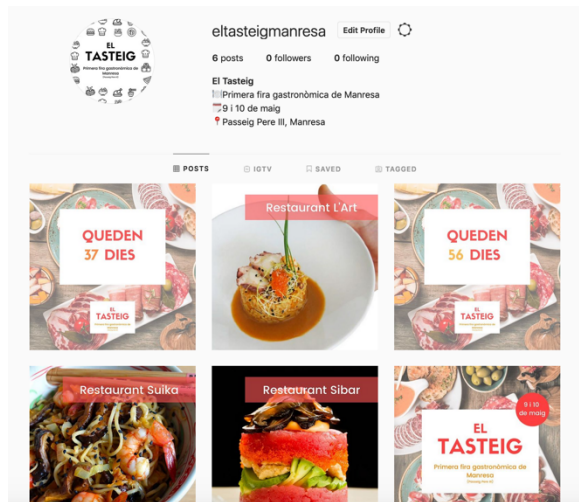 eltasteigmanresa Edit Profile
6 posts 0 followers 0 following
El Tasteig
Primera fira gastronòmica de Manresa
9 i 10 de maig
Passeig Pere III, Manresa
EL
TASTEIG
Primera fira gastronómica de
Manresa
POSTS IGTV SAVED TAGGED
QUEDEN
37 DIES
EL
TASTEIG
Restaurant L'Art
QUEDEN
56 DIES
EL
TASTEIG
Restaurant Suika
Restaurant Sibar
9 i 10
de maig
EL
TASTEIG
Primera fira gastronómica de
Manresa